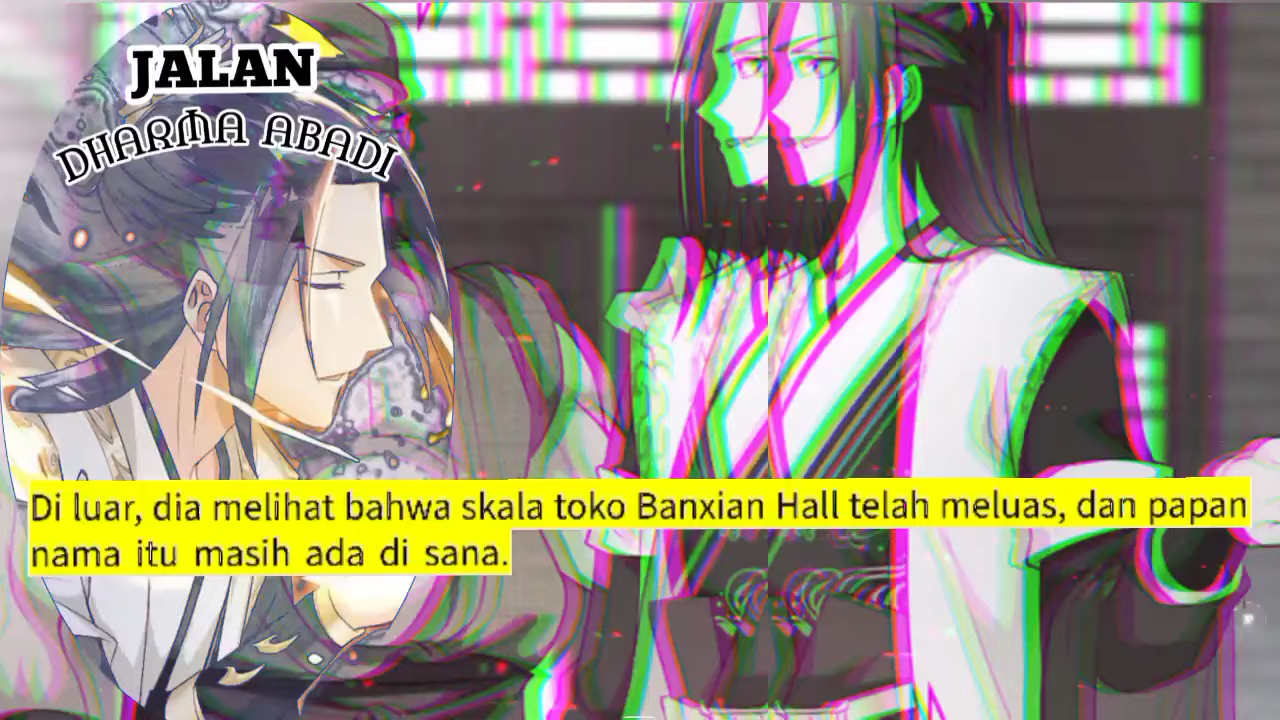 JALAN
DHARMA ABADI
Di luar, dia melihat bahwa skala toko Banxian Hall telah meluas, dan papan
nama itu masih ada di sana.